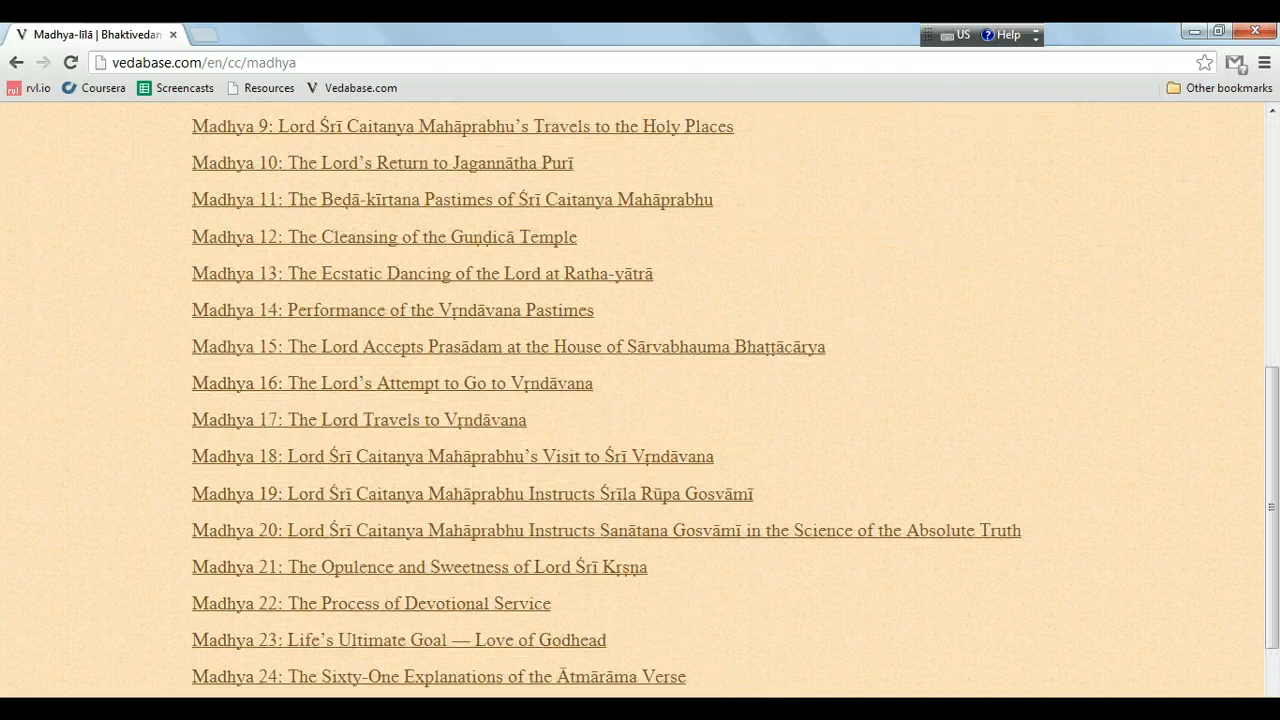 Madhya-līlā | Bhaktivedan
US
Help
vedabase.com/en/cc/madhya
rvl.io
Coursera
Screencasts
Resources
Vedabase.com
Other bookmarks
Madhya 9: Lord Śrī Caitanya Mahāprabhu’s Travels to the Holy Places
Madhya 10: The Lord’s Return to Jagannātha Purī
Madhya 11: The Beḍā-kīrtana Pastimes of Śrī Caitanya Mahāprabhu
Madhya 12: The Cleansing of the Guṇḍicā Temple
Madhya 13: The Ecstatic Dancing of the Lord at Ratha-yātrā
Madhya 14: Performance of the Vṛndāvana Pastimes
Madhya 15: The Lord Accepts Prasādam at the House of Sārvabhauma Bhaṭṭācārya
Madhya 16: The Lord’s Attempt to Go to Vṛndāvana
Madhya 17: The Lord Travels to Vṛndāvana
Madhya 18: Lord Śrī Caitanya Mahāprabhu’s Visit to Śrī Vṛndāvana
Madhya 19: Lord Śrī Caitanya Mahāprabhu Instructs Śrīla Rūpa Gosvāmī
Madhya 20: Lord Śrī Caitanya Mahāprabhu Instructs Sanātana Gosvāmī in the Science of the Absolute Truth
Madhya 21: The Opulence and Sweetness of Lord Śrī Kṛṣṇa
Madhya 22: The Process of Devotional Service
Madhya 23: Life’s Ultimate Goal — Love of Godhead
Madhya 24: The Sixty-One Explanations of the Ātmārāma Verse